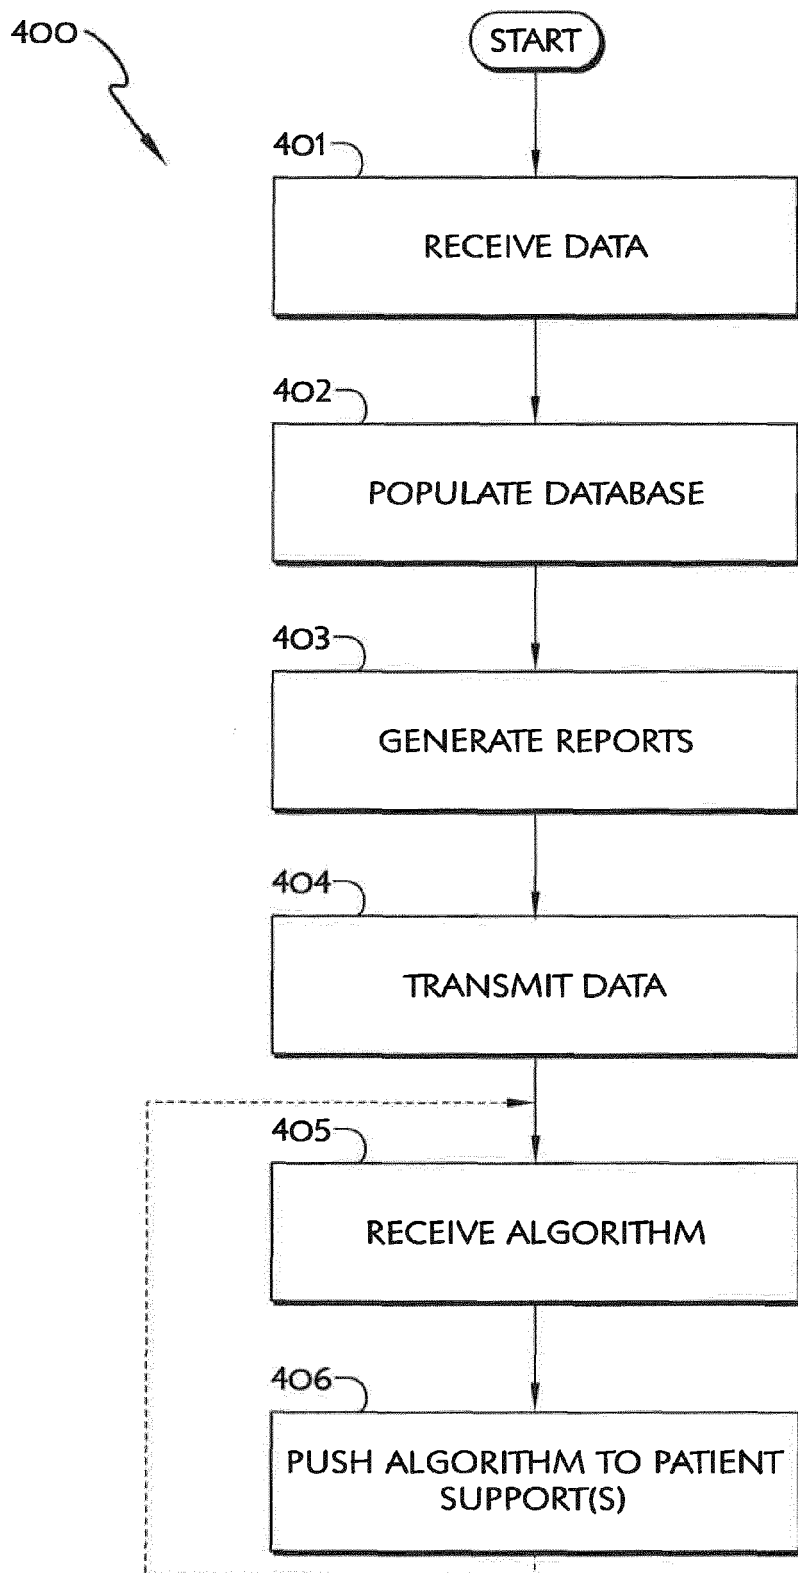 400
START
401
RECEIVE DATA
402
POPULATE DATABASE
403
GENERATE REPORTS
404
TRANSMIT DATA
405
RECEIVE ALGORITHM
406
PUSH ALGORITHM TO PATIENT
SUPPORT(S)